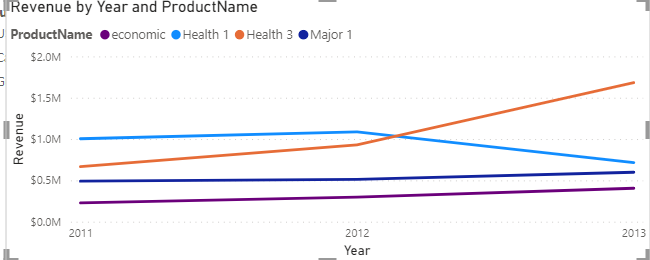 Revenue by Year and ProductName
ProductName economic Health 1 Health 3 Major 1
$2.0M
$1.5M
$1.0M
$0.5M
$0.0M
Revenue
2011 2012 2013
Year